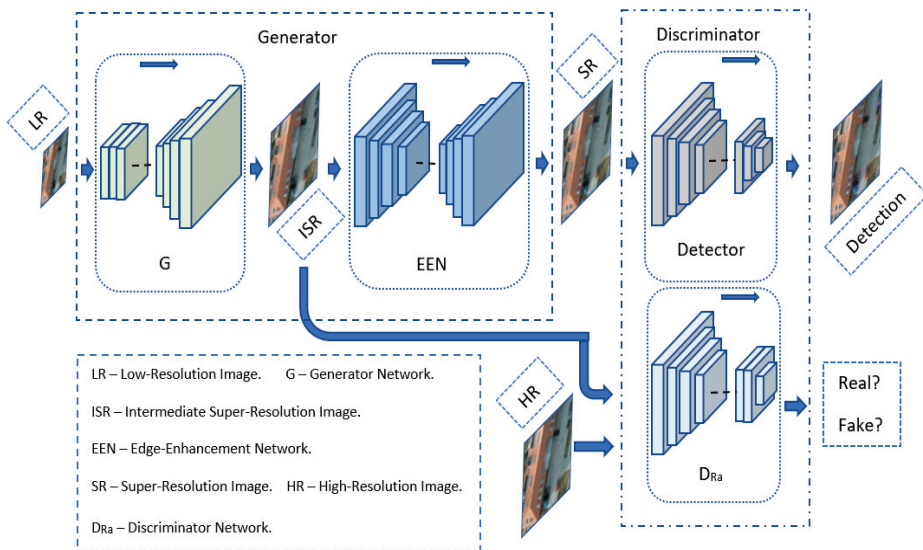 Generator
Discriminator
LR
SR
ISR
G
EEN
Detector
Detection
HR
DRa
Real?
Fake?
LR – Low-Resolution Image. G – Generator Network.
ISR – Intermediate Super-Resolution Image.
EEN – Edge-Enhancement Network.
SR – Super-Resolution Image. HR – High-Resolution Image.
DRa – Discriminator Network.